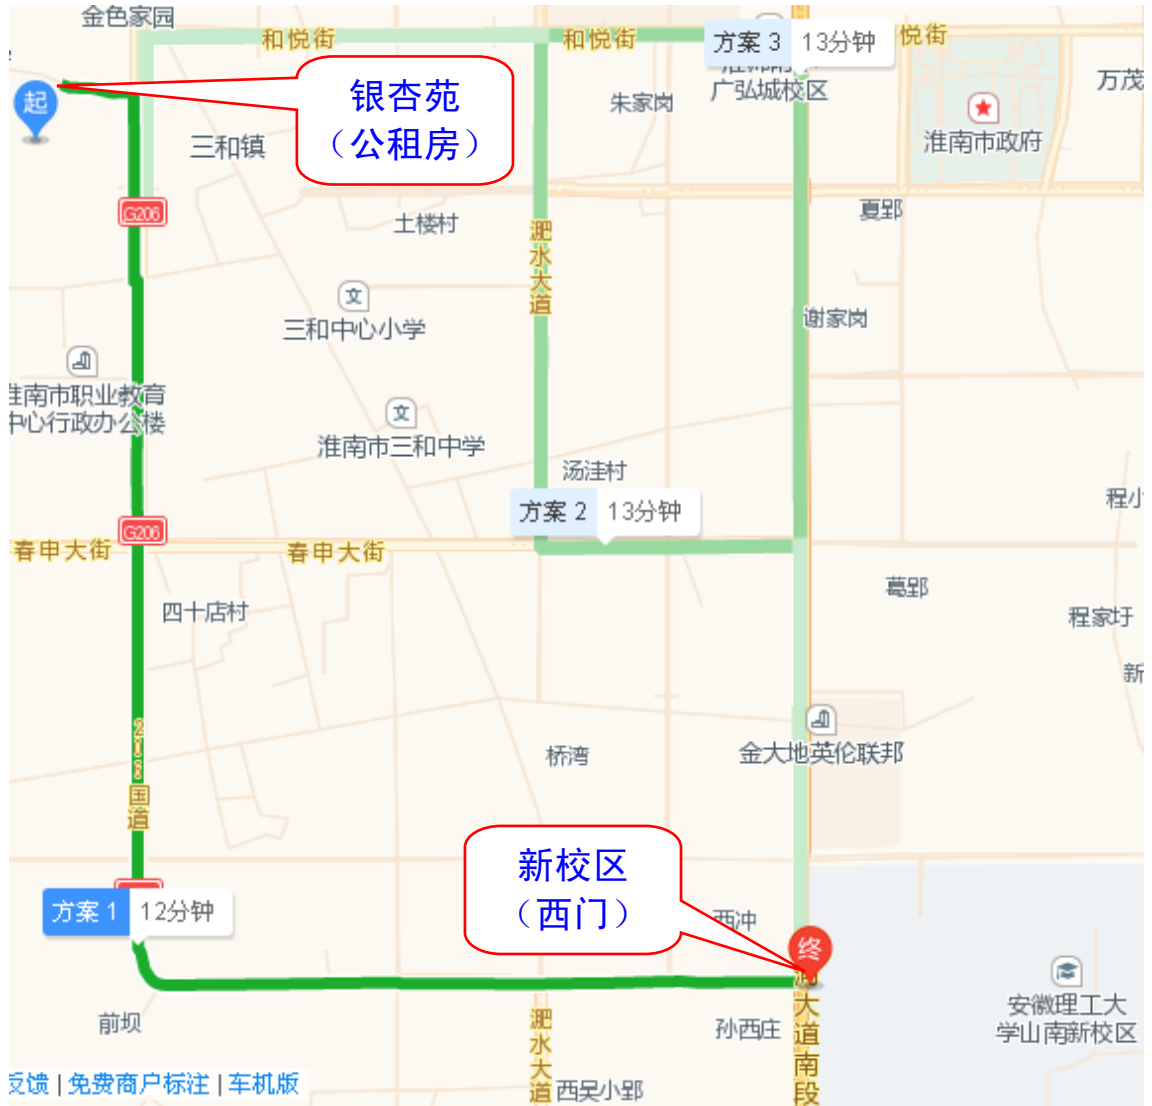 金色家园
和悦街
和悦街
方案 3 13分钟
悦街
广弘城校区
万茂
起
银杏苑
（公租房）
朱家岗
三和镇
淮南市政府
G206
土楼村
夏郢
淝水大道
文
三和中心小学
谢家岗
淮南市职业教育
中心行政办公楼
文
淮南市三和中学
汤洼村
方案 2 13分钟
程小
G206
春申大街
春申大街
四十店村
葛郢
程家圩
新
206国道
桥湾
金大地英伦联邦
新校区
（西门）
方案 1 12分钟
西冲
终
大道南段
安徽理工大
学山南新校区
前坝
淝水大道
孙西庄
西吴小郢
反馈 | 免费商户标注 | 车机版